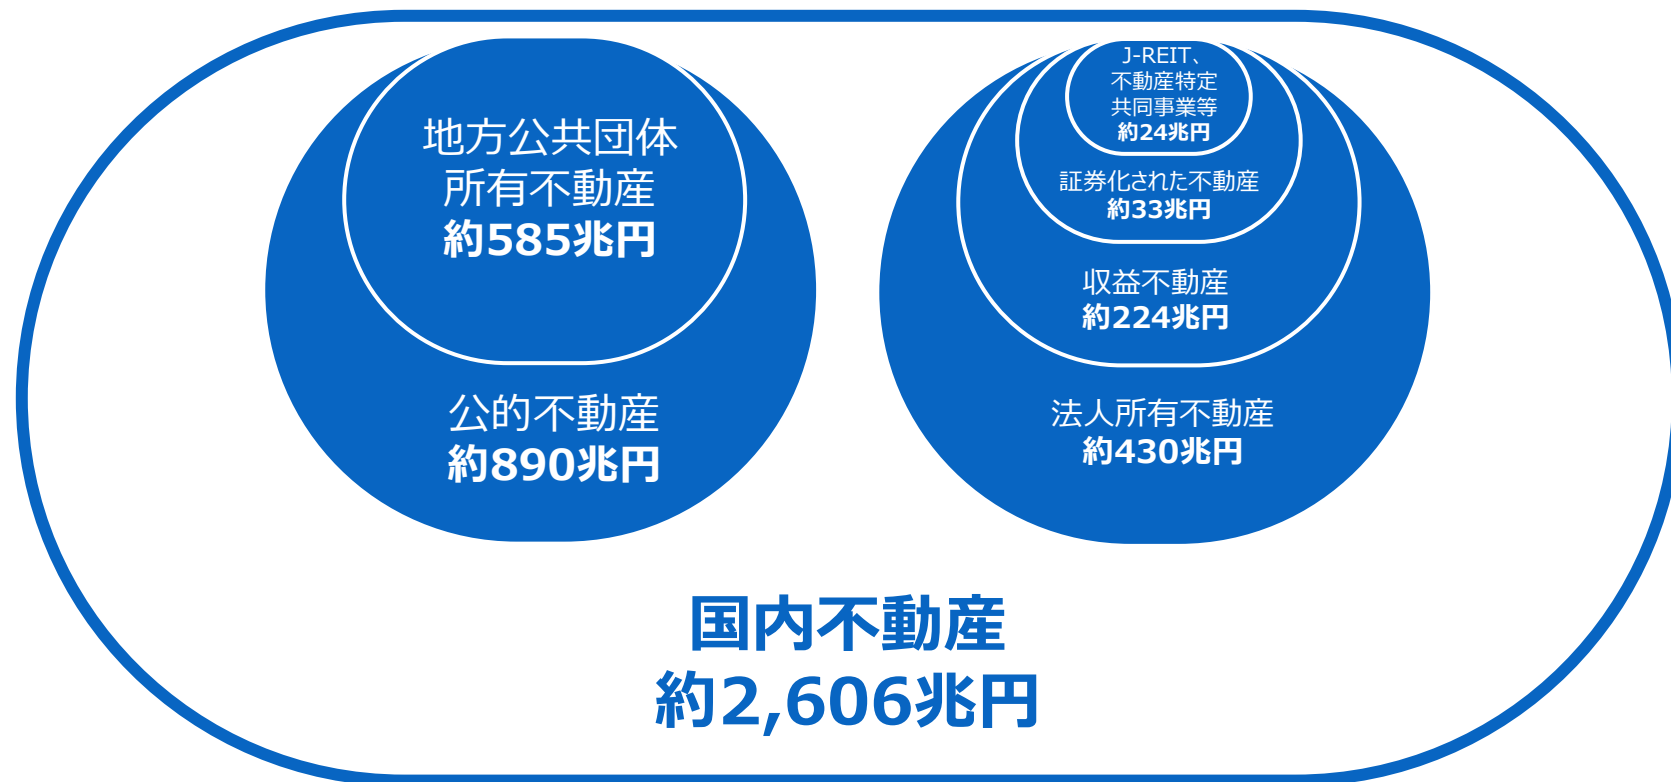 地方公共団体
所有不動産
約585兆円
公的不動産
約890兆円
J-REIT、
不動産特定
共同事業等
約24兆円
証券化された不動産
約33兆円
収益不動産
約224兆円
法人所有不動産
約430兆円
国内不動産
約2,606兆円